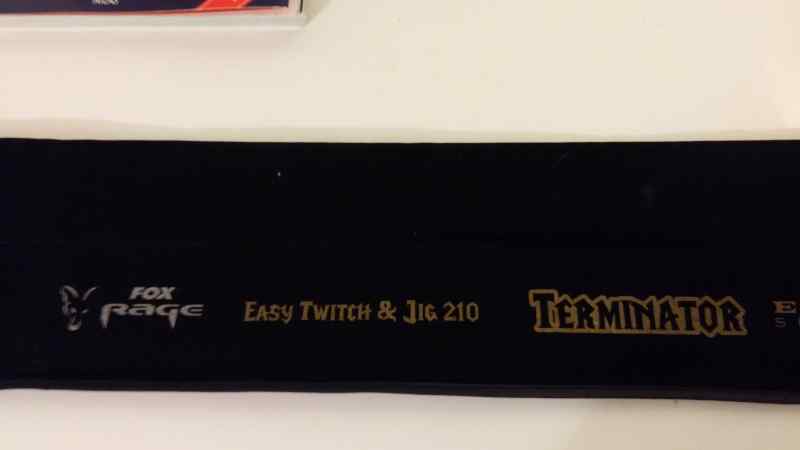 FOX
RAGE
EASY TWITCH & JIG 210
TERMINATOR